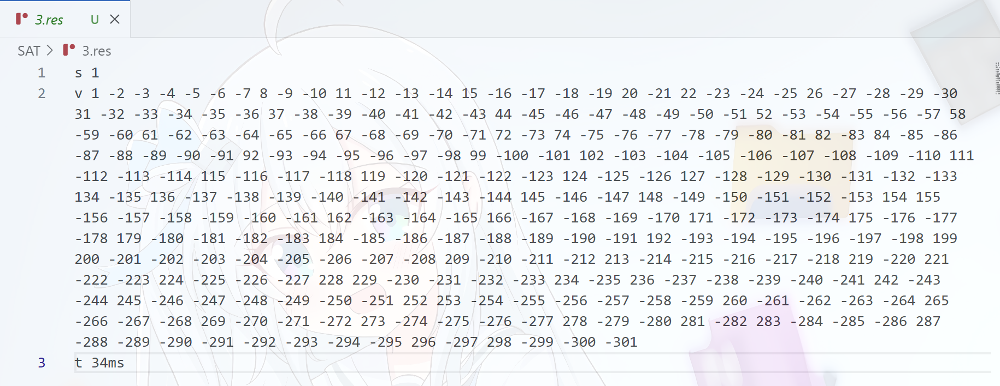 3.res U
SAT > 3.res
1 s 1
2 v 1 -2 -3 -4 -5 -6 -7 8 -9 -10 11 -12 -13 -14 15 -16 -17 -18 -19 20 -21 22 -23 -24 -25 26 -27 -28 -29 -30
31 -32 -33 -34 -35 -36 37 -38 -39 -40 -41 -42 -43 44 -45 -46 -47 -48 -49 -50 -51 52 -53 -54 -55 -56 -57 58
-59 -60 61 -62 -63 -64 -65 -66 67 -68 -69 -70 -71 72 -73 74 -75 -76 -77 -78 -79 -80 -81 82 -83 84 -85 -86
-87 -88 -89 -90 -91 92 -93 -94 -95 -96 -97 -98 99 -100 -101 102 -103 -104 -105 -106 -107 -108 -109 -110 111
-112 -113 -114 115 -116 -117 -118 119 -120 -121 -122 -123 124 -125 -126 127 -128 -129 -130 -131 -132 -133
134 -135 136 -137 -138 -139 -140 -141 -142 -143 -144 145 -146 -147 148 -149 -150 -151 -152 -153 154 155
-156 -157 -158 -159 -160 -161 162 -163 -164 -165 166 -167 -168 -169 -170 171 -172 -173 -174 175 -176 -177
-178 179 -180 -181 -182 -183 184 -185 -186 -187 -188 -189 -190 -191 192 -193 -194 -195 -196 -197 -198 199
200 -201 -202 -203 -204 -205 -206 -207 -208 209 -210 -211 -212 213 -214 -215 -216 -217 -218 219 -220 221
-222 -223 224 -225 -226 -227 228 229 -230 -231 -232 -233 234 -235 236 -237 -238 -239 -240 -241 242 -243
-244 245 -246 -247 -248 -249 -250 -251 252 253 -254 -255 -256 -257 -258 -259 260 -261 -262 -263 -264 265
-266 -267 -268 269 -270 -271 -272 273 -274 -275 -276 -277 278 -279 -280 281 -282 283 -284 -285 -286 287
-288 -289 -290 -291 -292 -293 -294 -295 296 -297 298 -299 -300 -301
3 t 34ms